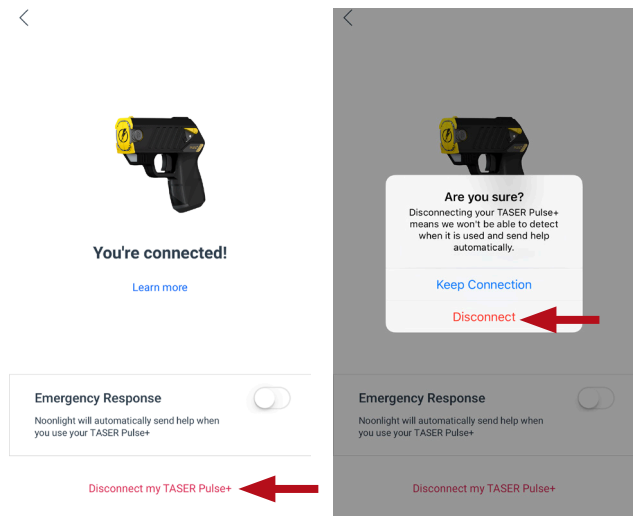 You're connected!
Learn more
Emergency Response
Noonlight will automatically send help when
you use your TASER Pulse+
Disconnect my TASER Pulse+
Are you sure?
Disconnecting your TASER Pulse+
means we won't be able to detect
when it is used and send help
automatically.
Keep Connection
Disconnect
Emergency Response
Noonlight will automatically send help when
you use your TASER Pulse+
Disconnect my TASER Pulse+